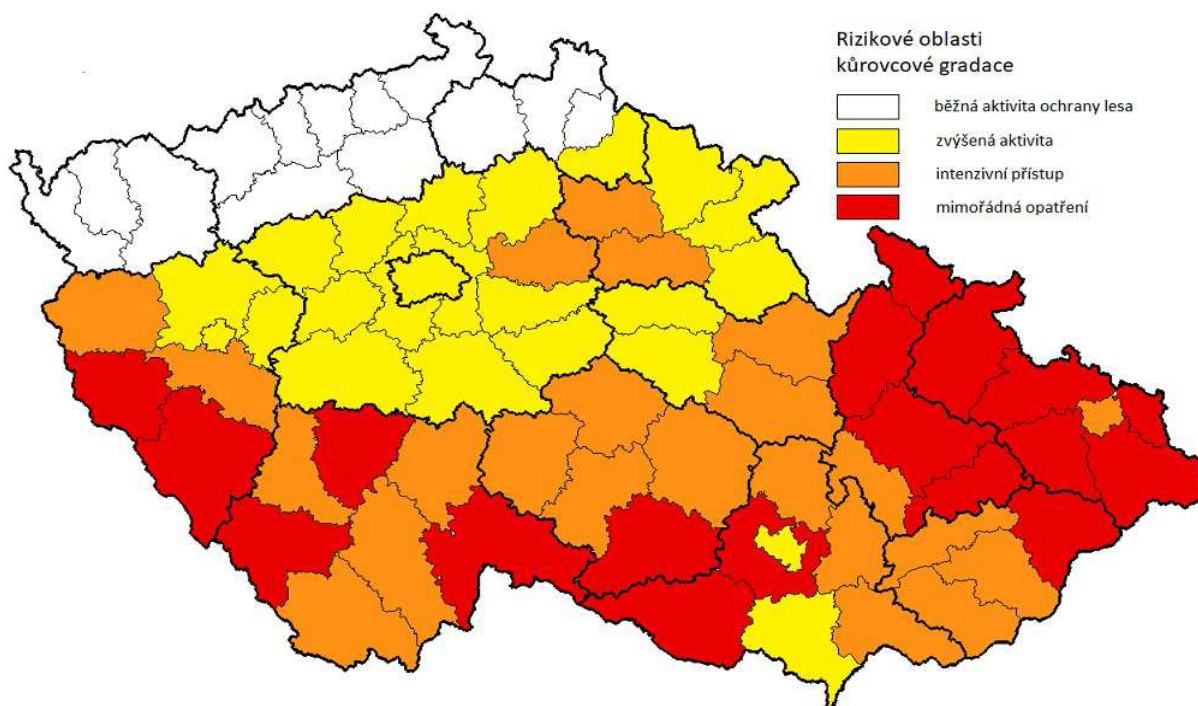 Rizikové oblasti
kůrovcové gradace
běžná aktivita ochrany lesa
zvýšená aktivita
intenzivní přístup
mimořádná opatření